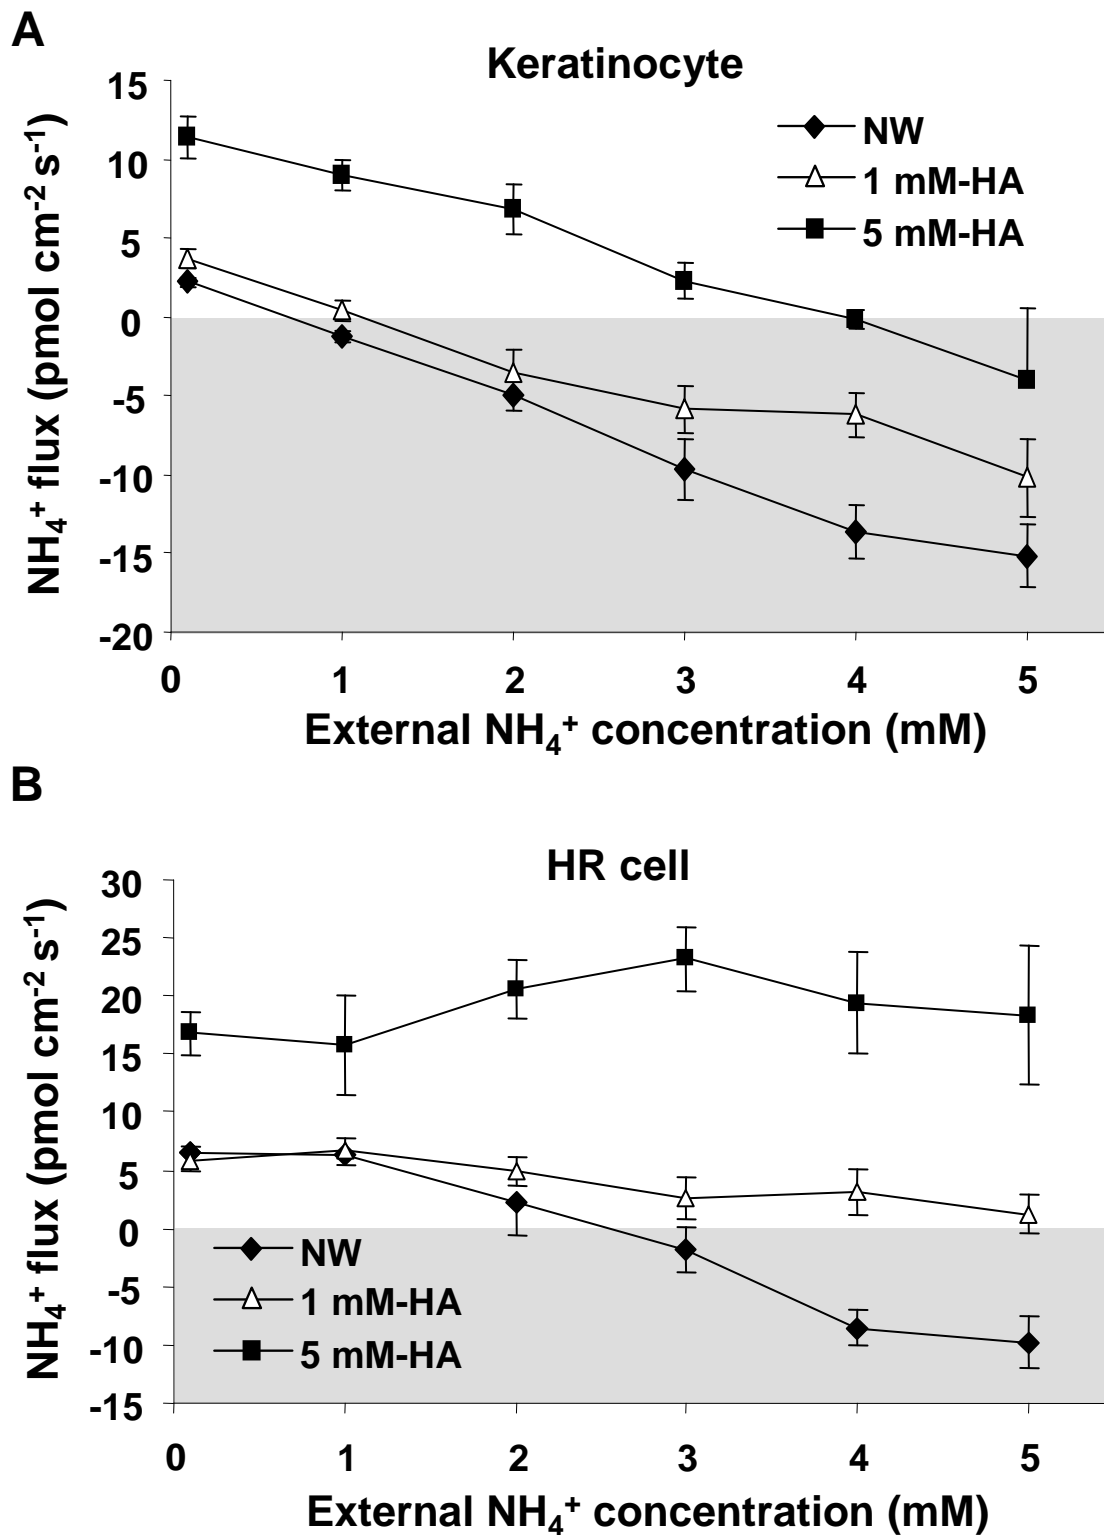 A
Keratinocyte
NH₄⁺ flux (pmol cm⁻² s⁻¹)
15
10
5
0
-5
-10
-15
-20
NW
1 mM-HA
5 mM-HA
0 1 2 3 4 5
External NH₄⁺ concentration (mM)
B
HR cell
NH₄⁺ flux (pmol cm⁻² s⁻¹)
30
25
20
15
10
5
0
-5
-10
-15
NW
1 mM-HA
5 mM-HA
0 1 2 3 4 5
External NH₄⁺ concentration (mM)